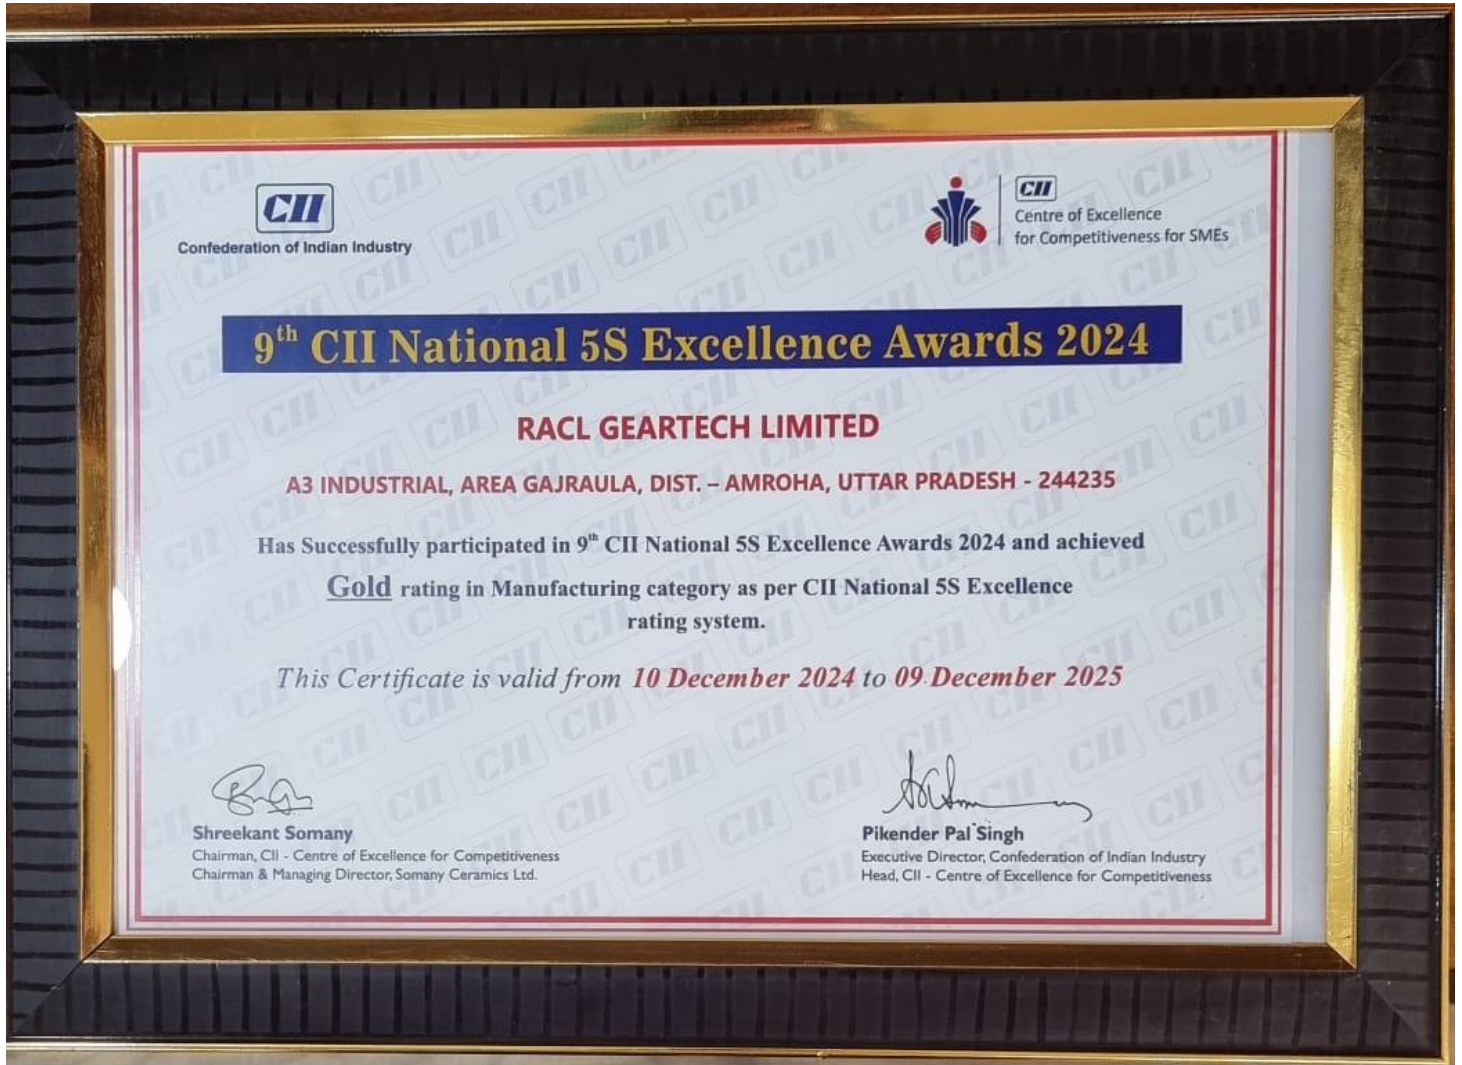 CII
Confederation of Indian Industry
CII
Centre of Excellence
for Competitiveness for SMEs
9th CII National 5S Excellence Awards 2024
RACL GEARTECH LIMITED
A3 INDUSTRIAL, AREA GAJRAULA, DIST. – AMROHA, UTTAR PRADESH - 244235
Has Successfully participated in 9th CII National 5S Excellence Awards 2024 and achieved
Gold rating in Manufacturing category as per CII National 5S Excellence
rating system.
This Certificate is valid from 10 December 2024 to 09 December 2025
Shreekant Somany
Chairman, CII - Centre of Excellence for Competitiveness
Chairman & Managing Director, Somany Ceramics Ltd.
Pikender Pal Singh
Executive Director, Confederation of Indian Industry
Head, CII - Centre of Excellence for Competitiveness